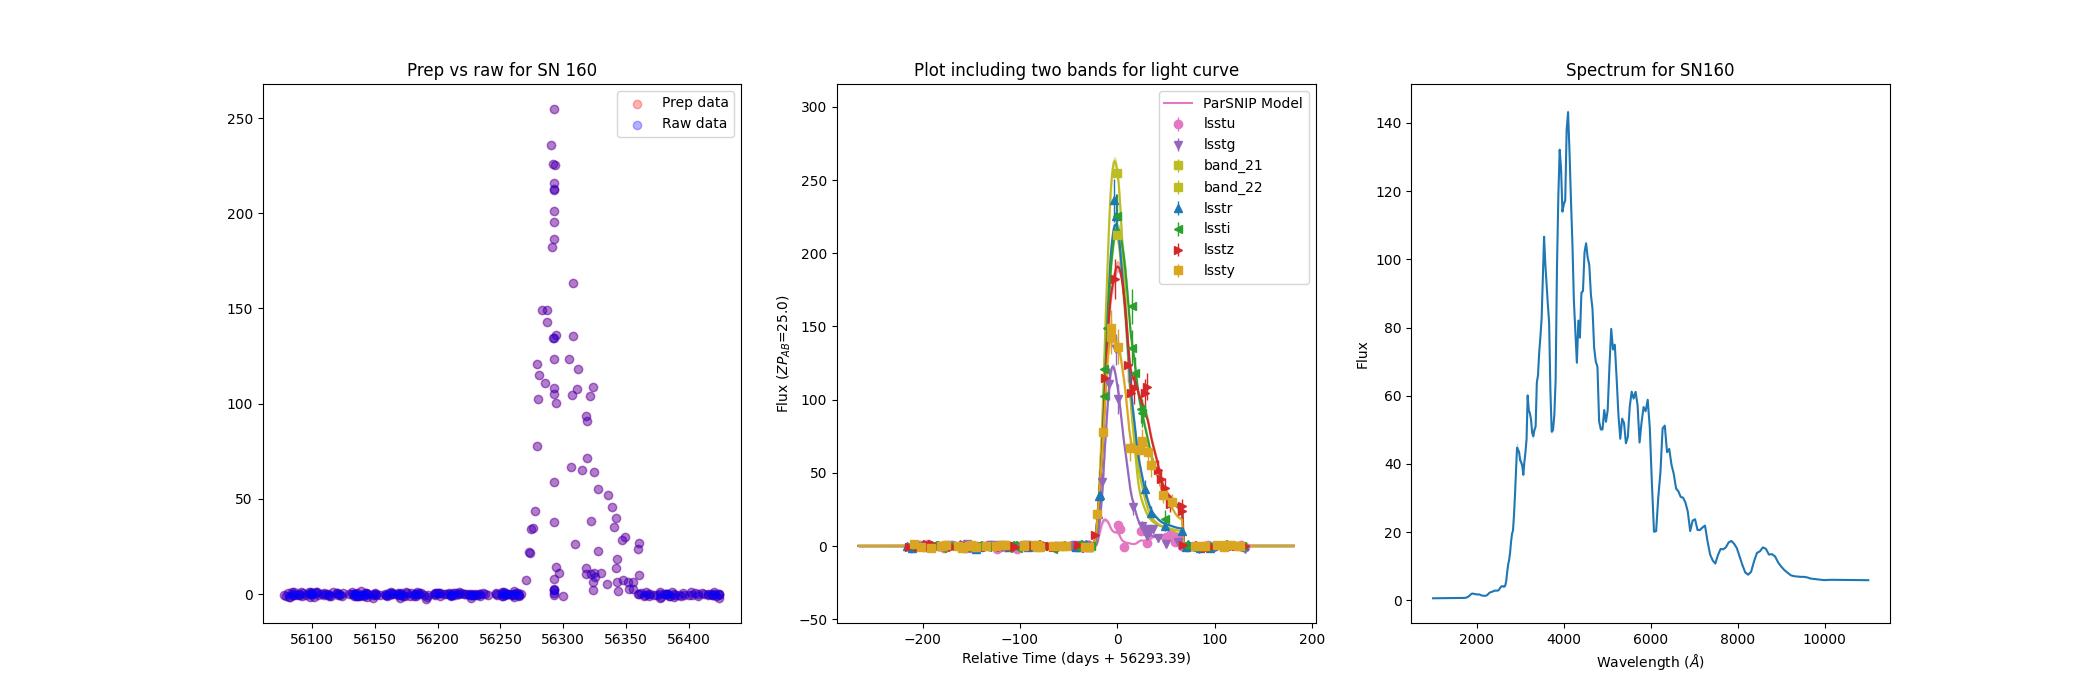 Prep vs raw for SN 160
250
200
150
100
50
0
56100
56150
56200
56250
56300
56350
56400
Prep data
Raw data
Plot including two bands for light curve
Flux (ZP_AB=25.0)
300
250
200
150
100
50
0
−50
−200
−100
0
100
200
Relative Time (days + 56293.39)
ParSNIP Model
lsstu
lsstg
band_21
band_22
lsstr
lssti
lsstz
lssty
Spectrum for SN160
Flux
140
120
100
80
60
40
20
0
2000
4000
6000
8000
10000
Wavelength (Å)